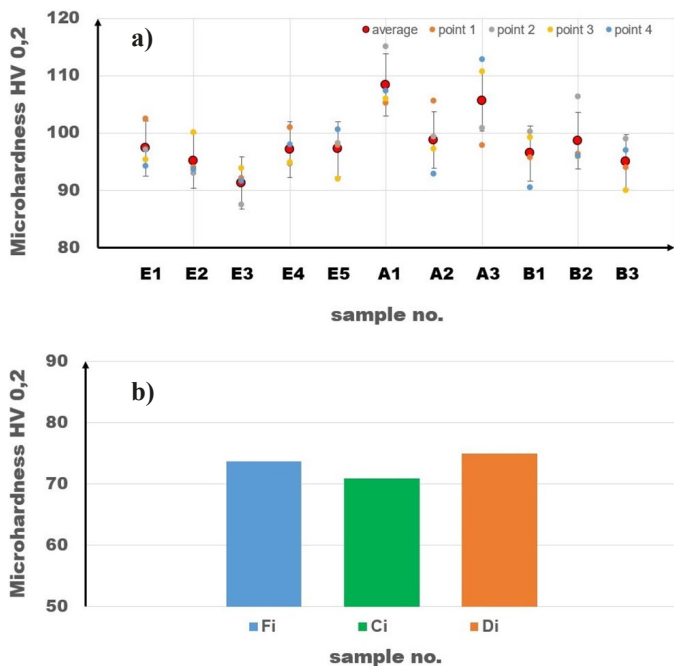 a)
average point 1 point 2 point 3 point 4
Microhardness HV 0,2
120
110
100
90
80
E1 E2 E3 E4 E5 A1 A2 A3 B1 B2 B3
sample no.
b)
Microhardness HV 0,2
90
80
70
60
50
Fi Ci Di
sample no.